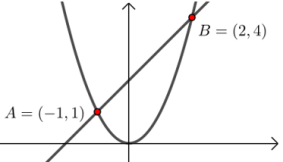 B = (2, 4)
A = (−1, 1)